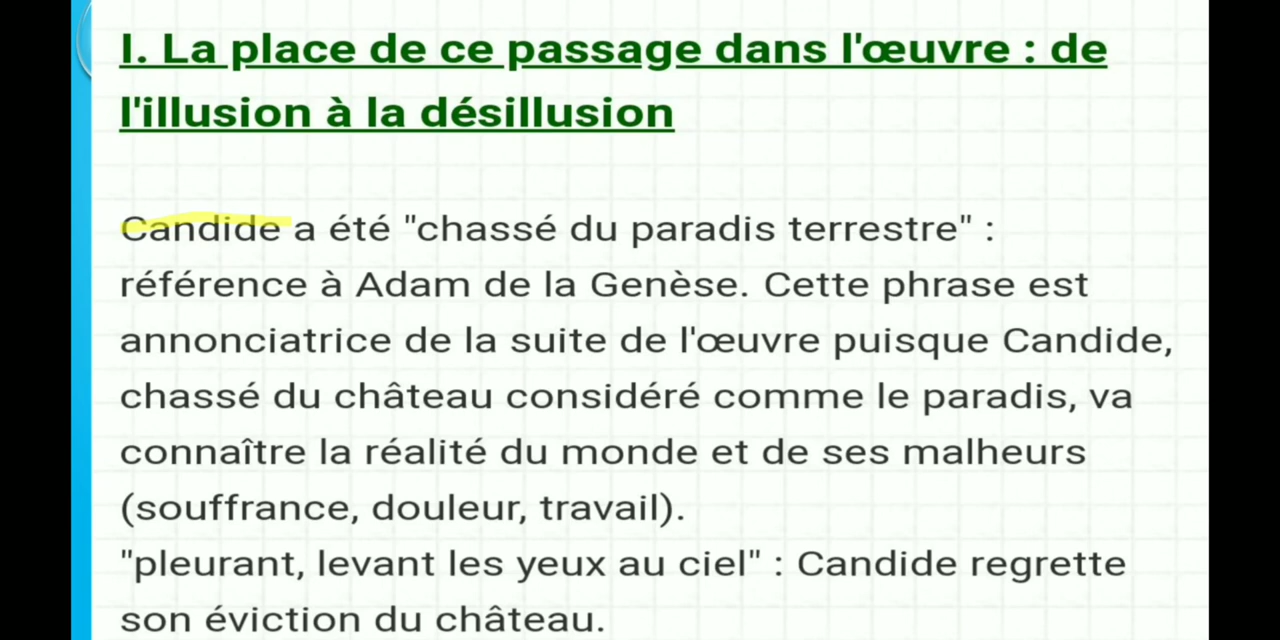 I. La place de ce passage dans l'œuvre : de
l'illusion à la désillusion
Candide a été "chassé du paradis terrestre" :
référence à Adam de la Genèse. Cette phrase est
annonciatrice de la suite de l'œuvre puisque Candide,
chassé du château considéré comme le paradis, va
connaître la réalité du monde et de ses malheurs
(souffrance, douleur, travail).
"pleurant, levant les yeux au ciel" : Candide regrette
son éviction du château.